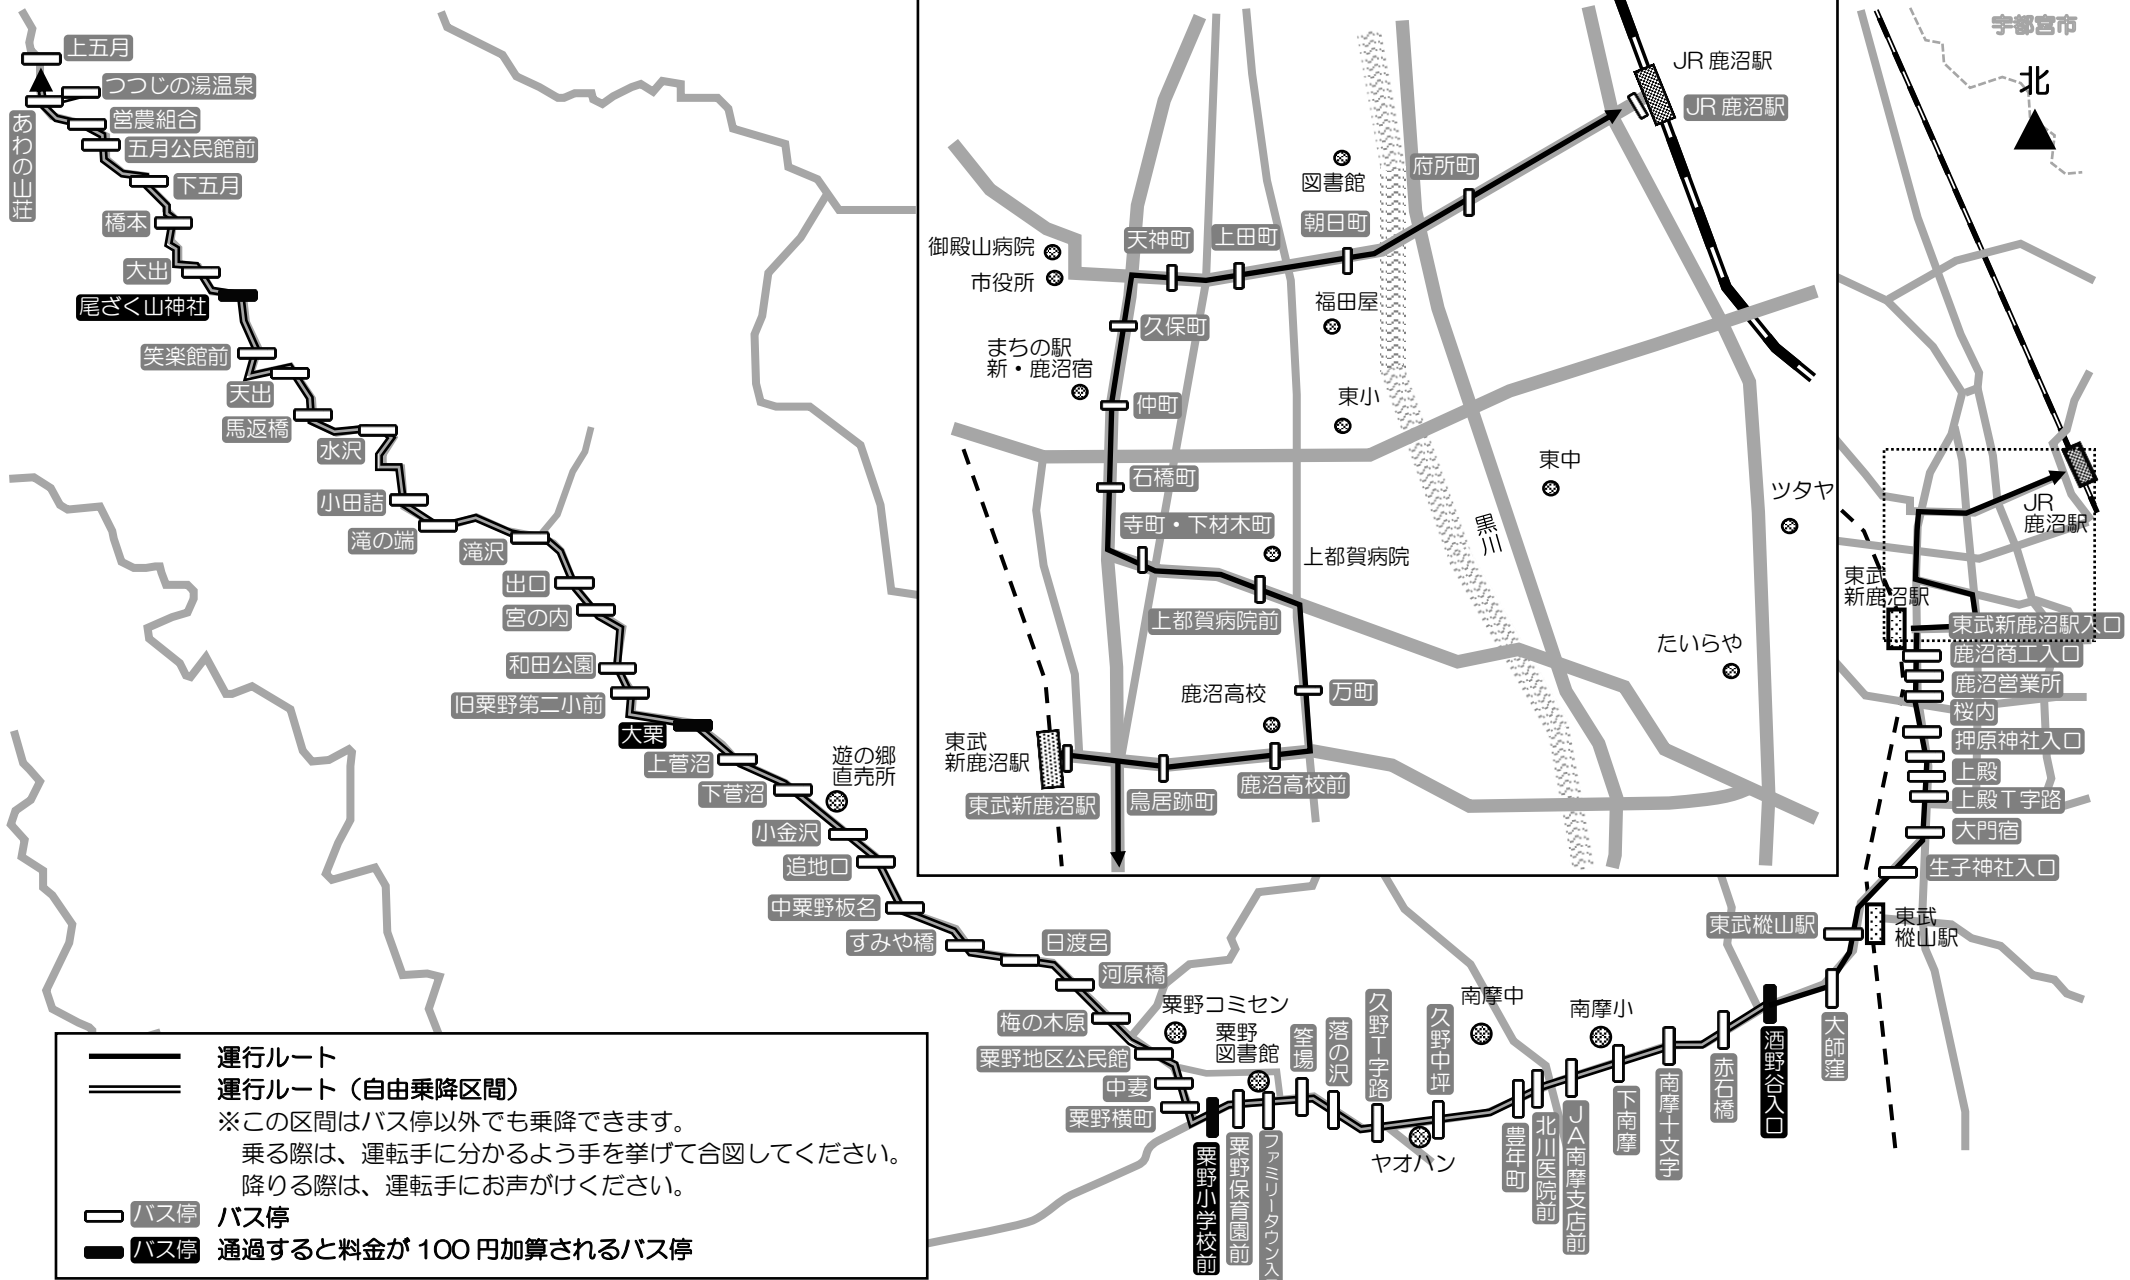 上五月
つつじの湯温泉
あわの山荘
営農組合
五月公民館前
下五月
橋本
大出
尾ざく山神社
笑楽館前
天出
馬返橋
水沢
小田詰
滝の端
滝沢
出口
宮の内
和田公園
旧粟野第二小前
大栗
上菅沼
下菅沼
遊の郷
直売所
小金沢
追地口
中粟野板名
すみや橋
日渡呂
河原橋
梅の木原
粟野コミセン
粟野地区公民館
中妻
粟野横町
粟野
図書館
粟野小学校前
粟野保育園前
ファミリータウン入
筌場
落の沢
久野T字路
久野中坪
ヤオハン
南摩中
豊年町
北川医院前
JA南摩支店前
南摩小
下南摩
南摩十文字
赤石橋
酒野谷入口
大師窪
東武樅山駅
東武
樅山駅
生子神社入口
大門宿
上殿T字路
上殿
押原神社入口
桜内
鹿沼営業所
鹿沼商工入口
東武新鹿沼駅入口
東武
新鹿沼駅
JR
鹿沼駅
宇都宮市
北
JR 鹿沼駅
JR 鹿沼駅
府所町
図書館
朝日町
上田町
天神町
御殿山病院
市役所
福田屋
久保町
まちの駅
新・鹿沼宿
仲町
東小
石橋町
東中
ツタヤ
寺町・下材木町
黒川
上都賀病院
上都賀病院前
たいらや
鹿沼高校
万町
東武
新鹿沼駅
東武新鹿沼駅
鳥居跡町
鹿沼高校前
運行ルート
運行ルート（自由乗降区間）
※この区間はバス停以外でも乗降できます。
乗る際は、運転手に分かるよう手を挙げて合図してください。
降りる際は、運転手にお声がけください。
バス停 バス停
バス停 通過すると料金が 100 円加算されるバス停